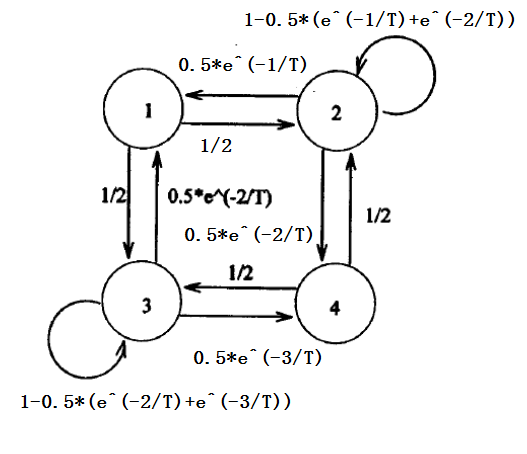 1-0.5*(e^(-1/T)+e^(-2/T))
0.5*e^(-1/T)
1
2
1/2
1/2
0.5*e^(-2/T)
0.5*e^(-2/T)
1/2
1/2
3
4
0.5*e^(-3/T)
1-0.5*(e^(-2/T)+e^(-3/T))